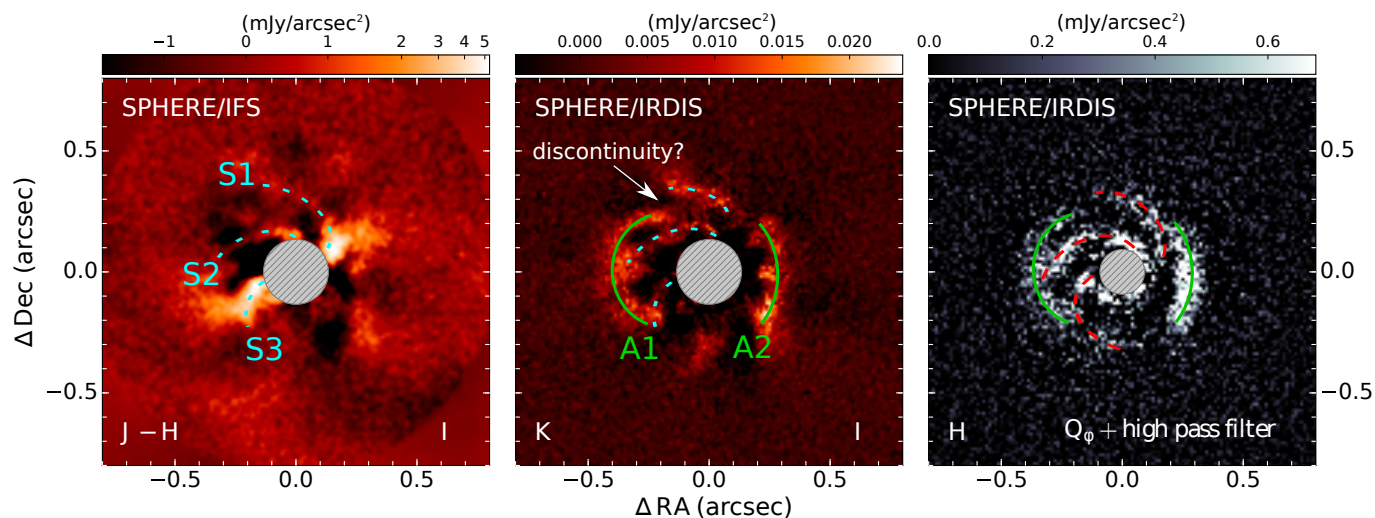 (mJy/arcsec²) (mJy/arcsec²) (mJy/arcsec²)
−1 0 1 2 3 4 5 0.000 0.005 0.010 0.015 0.020 0.0 0.2 0.4 0.6
SPHERE/IFS SPHERE/IRDIS SPHERE/IRDIS
discontinuity?
0.5 0.5
S1
S2
0.0 0.0
S3
A1 A2
−0.5 −0.5
J − H I K I H Qφ + high pass filter
−0.5 0.0 0.5 −0.5 0.0 0.5 −0.5 0.0 0.5
Δ Dec (arcsec)
Δ RA (arcsec)